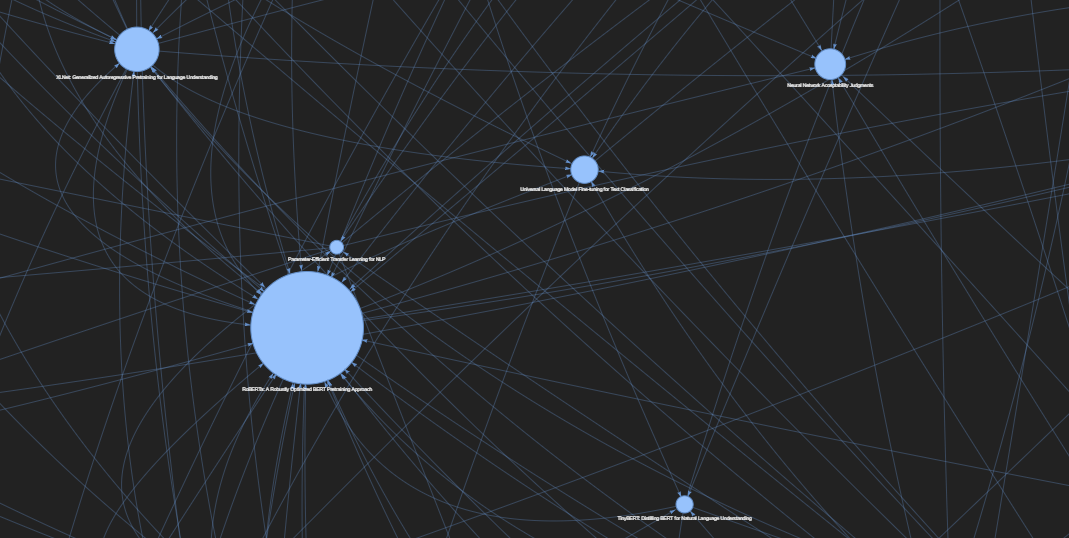 XLNet: Generalized Autoregressive Pretraining for Language Understanding
Neural Network Acceptability Judgments
Universal Language Model Fine-tuning for Text Classification
Parameter-Efficient Transfer Learning for NLP
RoBERTa: A Robustly Optimized BERT Pretraining Approach
TinyBERT: Distilling BERT for Natural Language Understanding